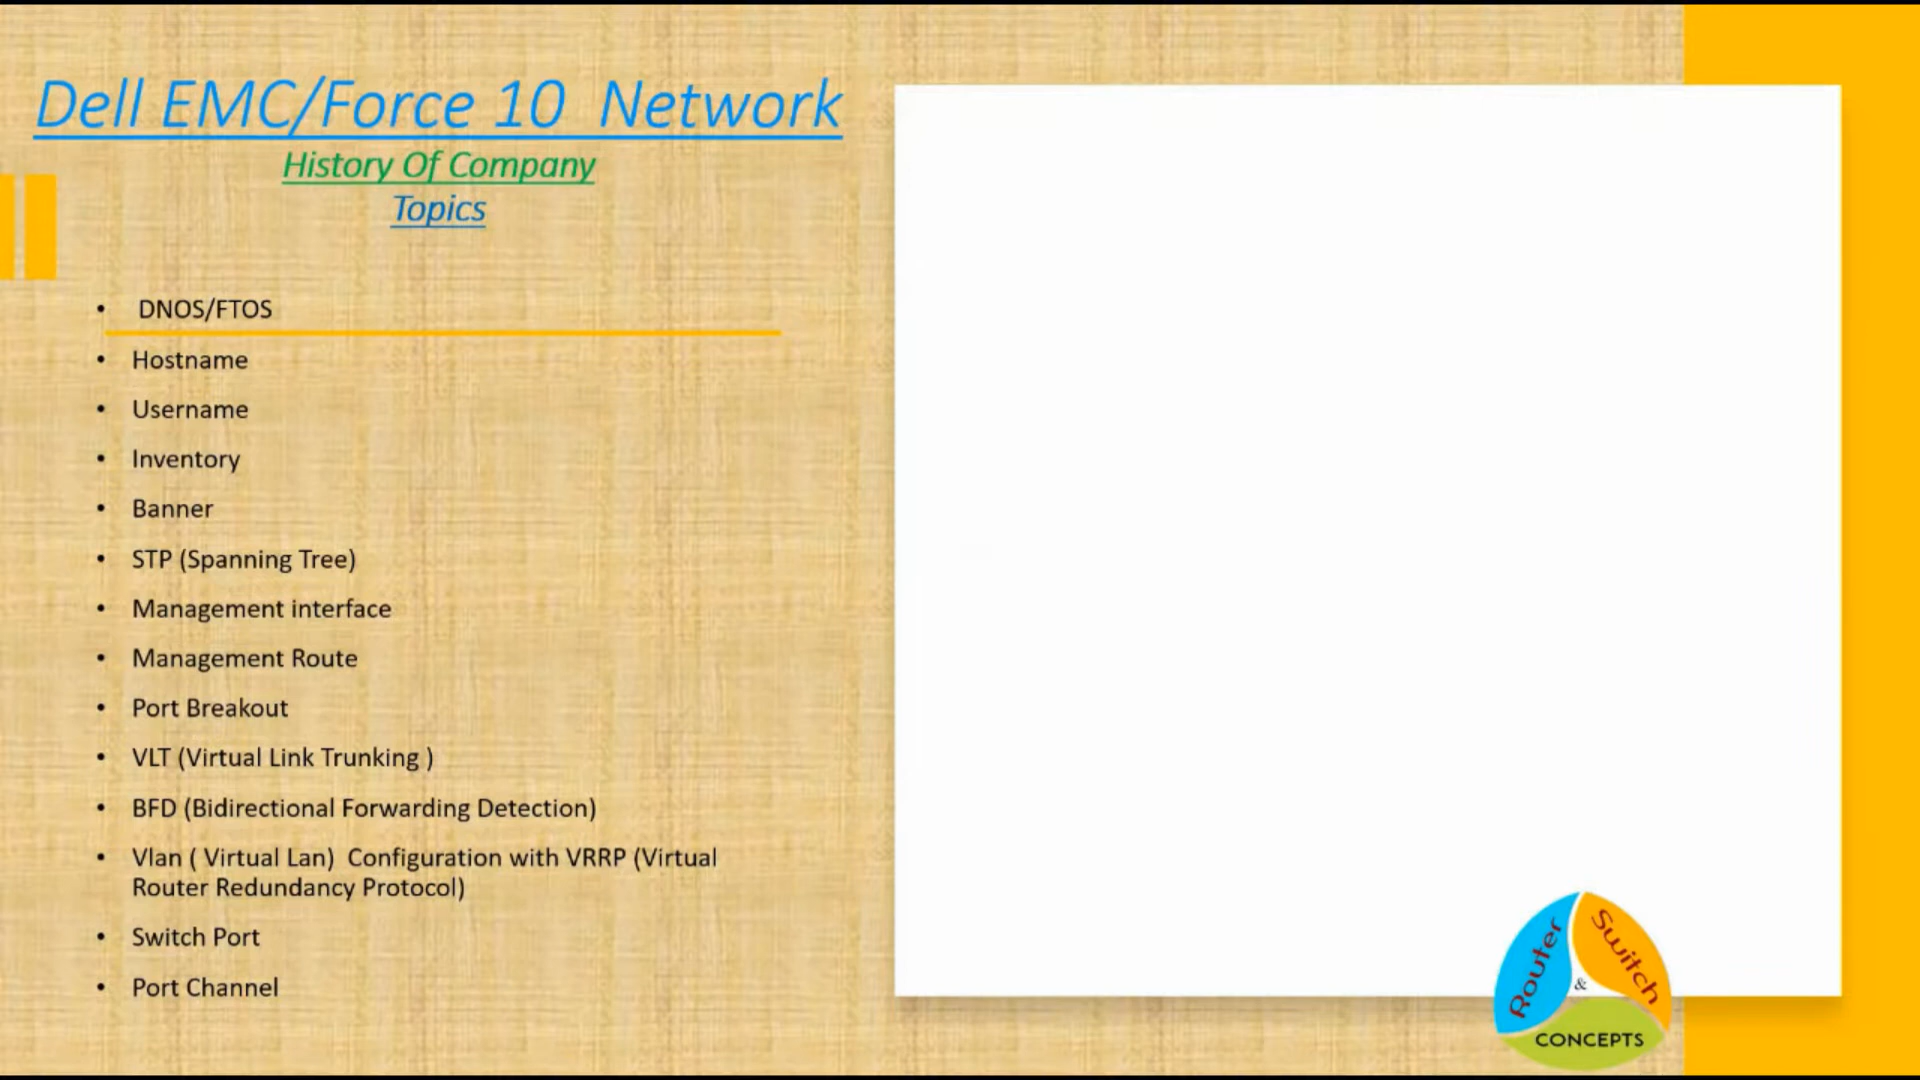 Dell EMC/Force 10  Network
History Of Company
Topics
• DNOS/FTOS
• Hostname
• Username
• Inventory
• Banner
• STP (Spanning Tree)
• Management interface
• Management Route
• Port Breakout
• VLT (Virtual Link Trunking )
• BFD (Bidirectional Forwarding Detection)
• Vlan ( Virtual Lan)  Configuration with VRRP (Virtual
Router Redundancy Protocol)
• Switch Port
• Port Channel
Router
&
Switch
CONCEPTS